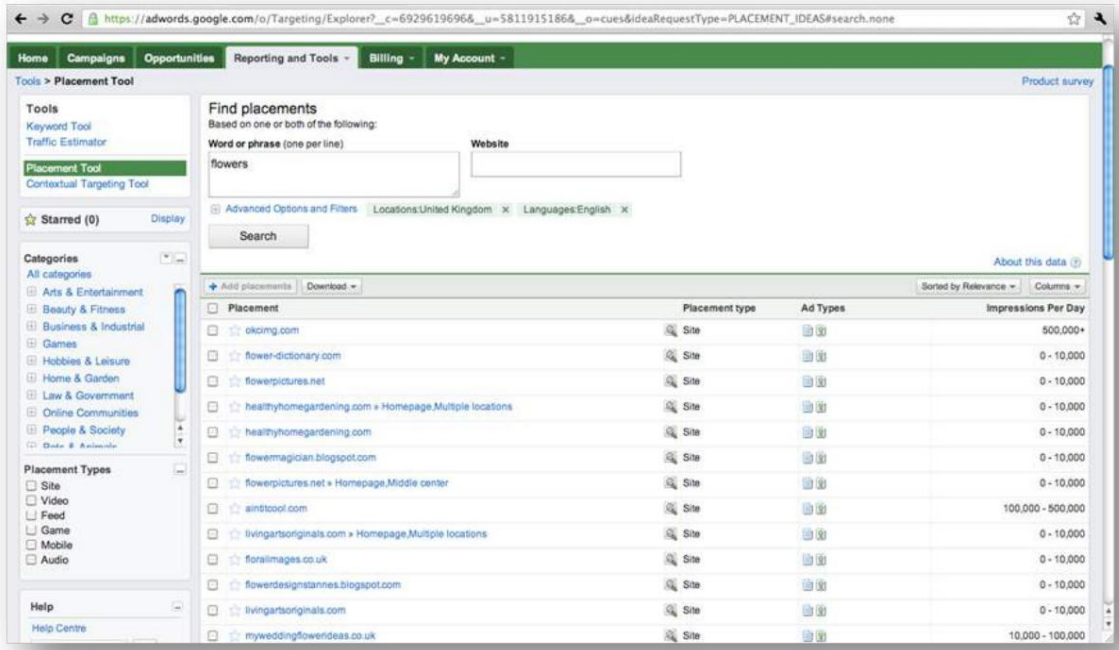 https://adwords.google.com/o/Targeting/Explorer?__c=6929619696&__u=5811915186&__o=cues&ideaRequestType=PLACEMENT_IDEAS#search.none
Home Campaigns Opportunities Reporting and Tools Billing My Account
Tools > Placement Tool Product survey
Tools
Keyword Tool
Traffic Estimator
Placement Tool
Contextual Targeting Tool
Starred (0) Display
Categories
All categories
Arts & Entertainment
Beauty & Fitness
Business & Industrial
Games
Hobbies & Leisure
Home & Garden
Law & Government
Online Communities
People & Society
Placement Types
Site
Video
Feed
Game
Mobile
Audio
Help
Help Centre
Find placements
Based on one or both of the following:
Word or phrase (one per line) Website
flowers
Advanced Options and Filters Locations:United Kingdom × Languages:English ×
Search
About this data ?
+ Add placements Download Sorted by Relevance Columns
Placement Placement type Ad Types Impressions Per Day
okcimg.com Site 500,000+
flower-dictionary.com Site 0 - 10,000
flowerpictures.net Site 0 - 10,000
healthyhomegardening.com » Homepage,Multiple locations Site 0 - 10,000
healthyhomegardening.com Site 0 - 10,000
flowermagician.blogspot.com Site 0 - 10,000
flowerpictures.net » Homepage,Middle center Site 0 - 10,000
aintitcool.com Site 100,000 - 500,000
livingartsoriginals.com » Homepage,Multiple locations Site 0 - 10,000
floralimages.co.uk Site 0 - 10,000
flowerdesignstannes.blogspot.com Site 0 - 10,000
livingartsoriginals.com Site 0 - 10,000
myweddingflowerideas.co.uk Site 10,000 - 100,000